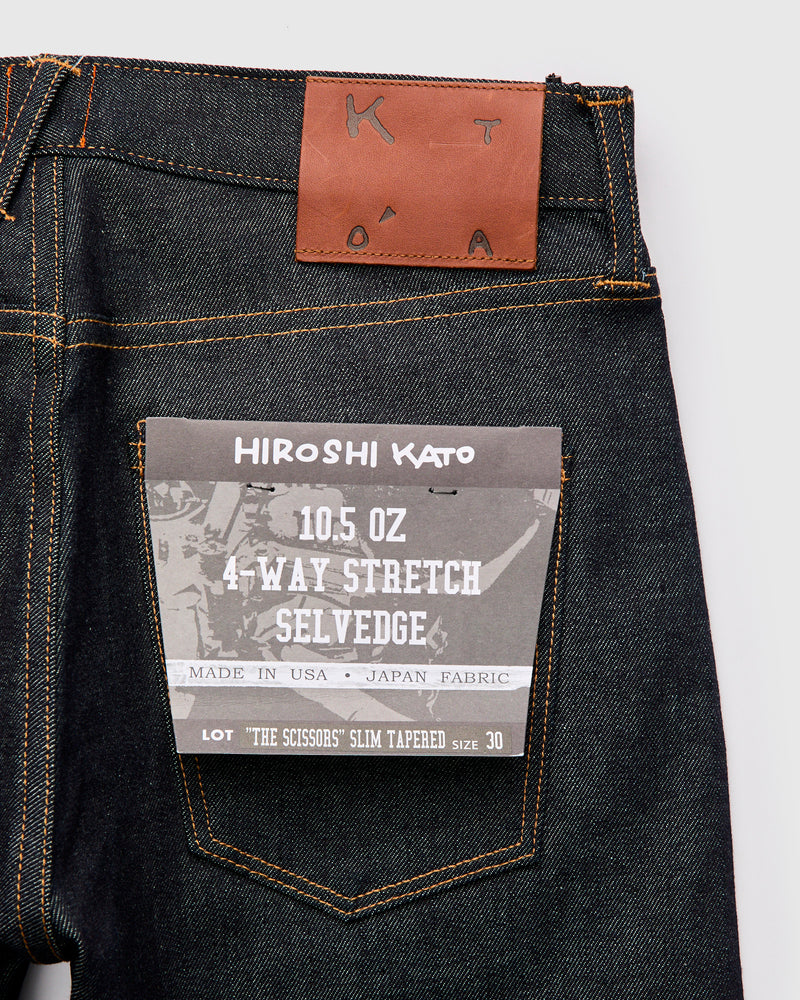 K T
O' A
HIROSHI KATO
10.5 OZ
4-WAY STRETCH
SELVEDGE
MADE IN USA • JAPAN FABRIC
LOT "THE SCISSORS" SLIM TAPERED SIZE 30